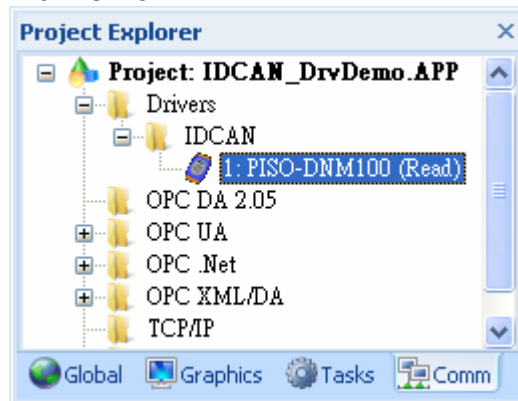 Project Explorer
Project: IDCAN_DrvDemo.APP
Drivers
IDCAN
1: PISO-DNM100 (Read)
OPC DA 2.05
OPC UA
OPC .Net
OPC XML/DA
TCP/IP
Global Graphics Tasks Comm